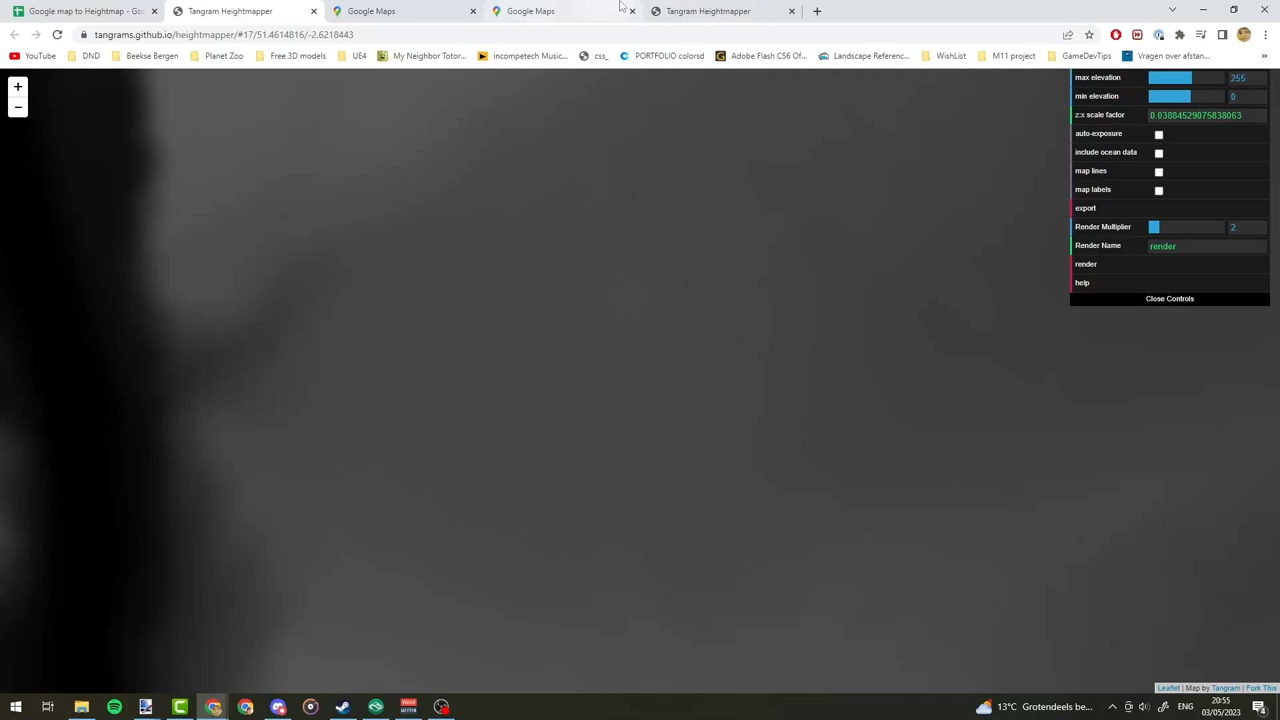 Google map to Heightmap - Goo
Tangram Heightmapper
Google Maps
Google Maps
Tangram Heightmapper
tangrams.github.io/heightmapper/#17/51.4614816/-2.6218443
YouTube
DND
Beekse Bergen
Planet Zoo
Free 3D models
UE4
My Neighbor Totor...
incompetech Music...
css_
PORTFOLIO colorsd
Adobe Flash CS6 Of...
Landscape Referenc...
WishList
M11 project
GameDevTips
Vragen over afstan...
»
+
−
max elevation 255
min elevation 0
z:x scale factor 0.03884529075838063
auto-exposure
include ocean data
map lines
map labels
export
Render Multiplier 2
Render Name render
render
help
Close Controls
Leaflet | Map by Tangram | Fork This
13°C Grotendeels be...
ENG
20:55
03/05/2023